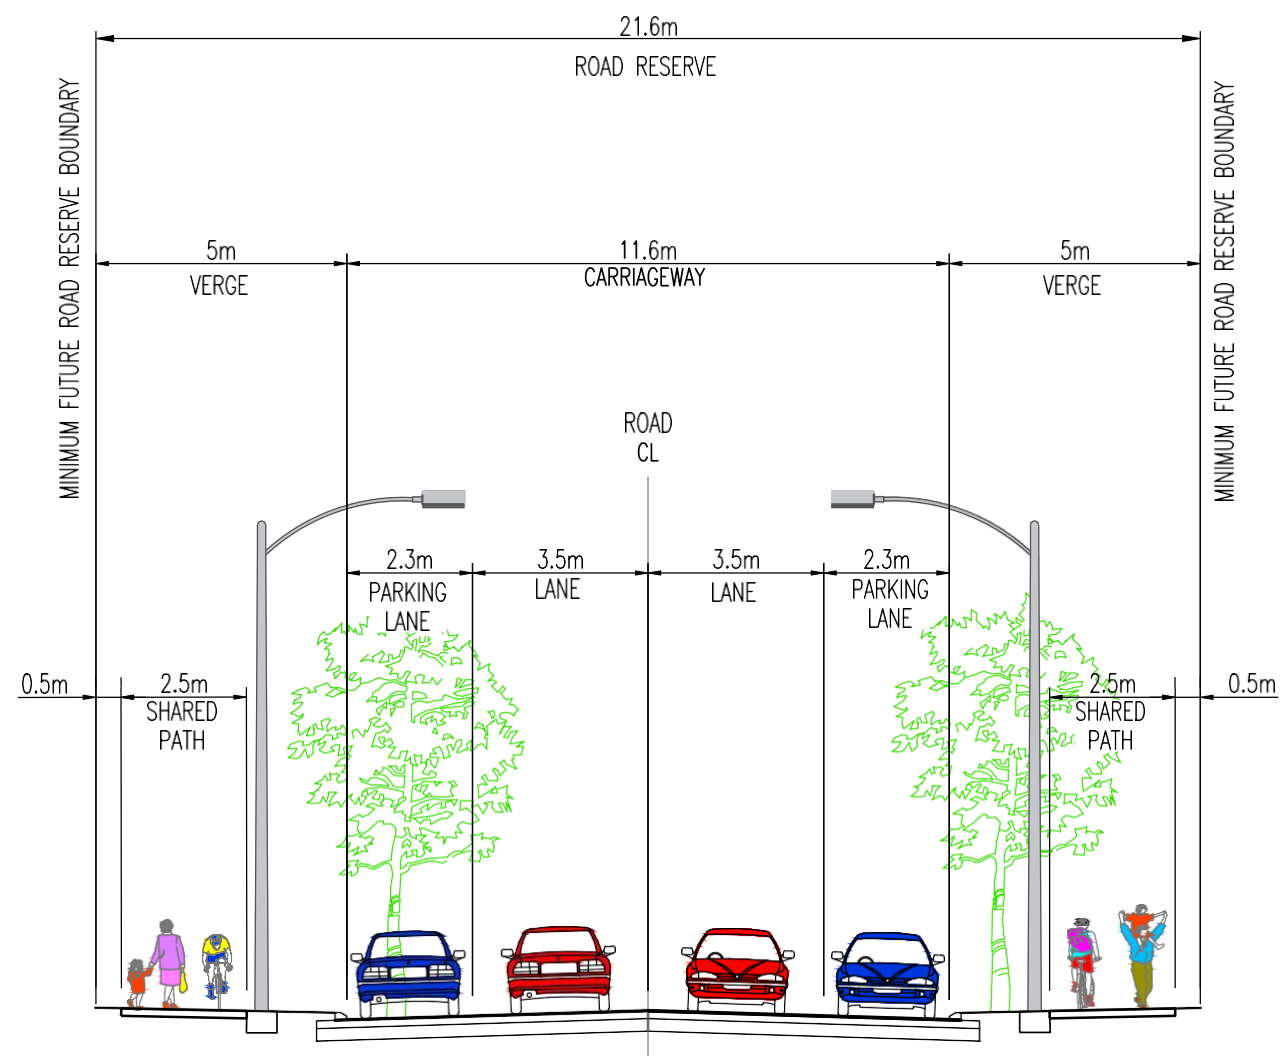 21.6m
ROAD RESERVE
MINIMUM FUTURE ROAD RESERVE BOUNDARY
MINIMUM FUTURE ROAD RESERVE BOUNDARY
5m
VERGE
11.6m
CARRIAGEWAY
5m
VERGE
ROAD
CL
2.3m
PARKING
LANE
3.5m
LANE
3.5m
LANE
2.3m
PARKING
LANE
0.5m
2.5m
SHARED
PATH
2.5m
SHARED
PATH
0.5m